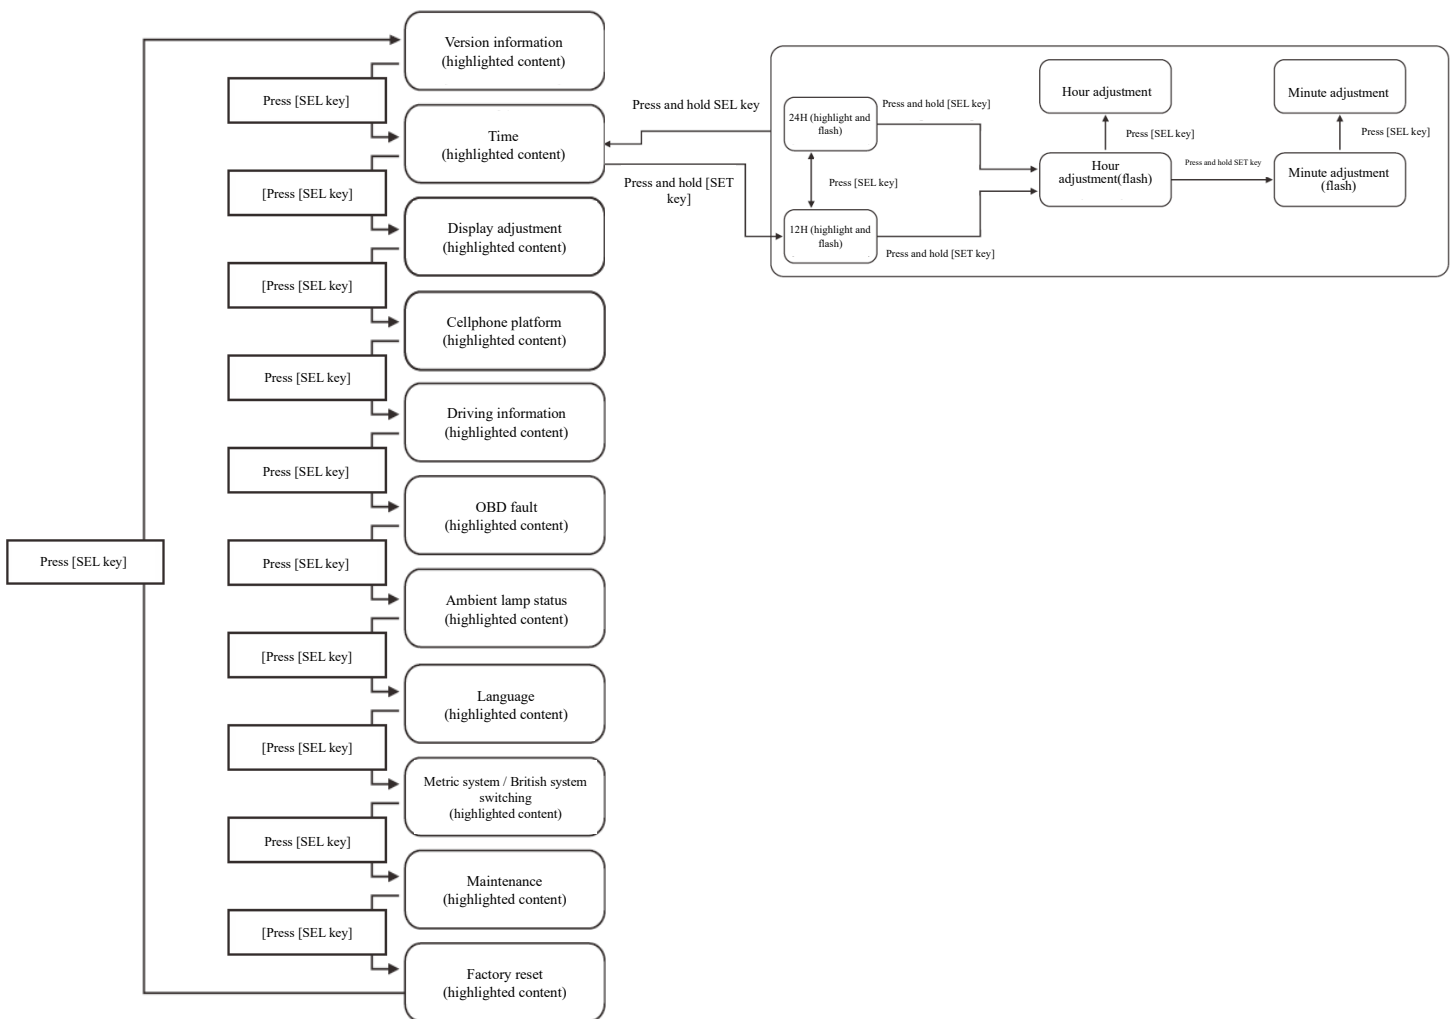 Version information
(highlighted content)
Press [SEL key]
Time
(highlighted content)
[Press [SEL key]
Display adjustment
(highlighted content)
[Press [SEL key]
Cellphone platform
(highlighted content)
Press [SEL key]
Driving information
(highlighted content)
Press [SEL key]
OBD fault
(highlighted content)
Press [SEL key]
Ambient lamp status
(highlighted content)
[Press [SEL key]
Language
(highlighted content)
[Press [SEL key]
Metric system / British system
switching
(highlighted content)
Press [SEL key]
Maintenance
(highlighted content)
[Press [SEL key]
Factory reset
(highlighted content)
Press [SEL key]
Press and hold SEL key
Press and hold [SET
key]
24H (highlight and
flash)
Press [SEL key]
12H (highlight and
flash)
Press and hold [SEL key]
Press and hold [SET key]
Hour adjustment
Press [SEL key]
Hour
adjustment(flash)
Press and hold SET key
Minute adjustment
Press [SEL key]
Minute adjustment
(flash)